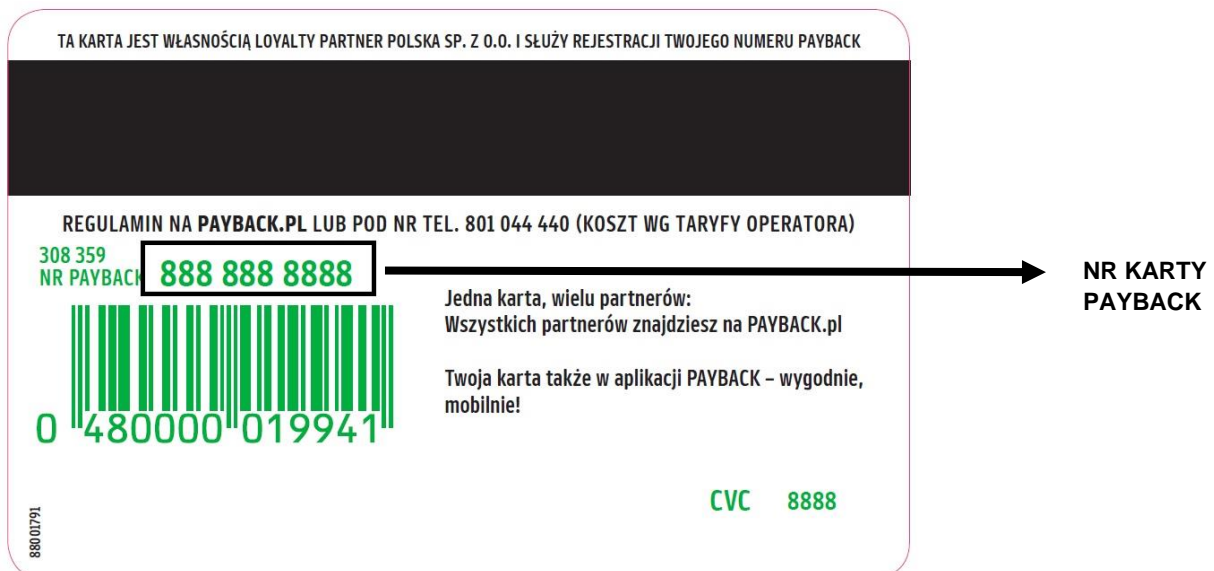 TA KARTA JEST WŁASNOŚCIĄ LOYALTY PARTNER POLSKA SP. Z O.O. I SŁUŻY REJESTRACJI TWOJEGO NUMERU PAYBACK
REGULAMIN NA PAYBACK.PL LUB POD NR TEL. 801 044 440 (KOSZT WG TARYFY OPERATORA)
308 359
NR PAYBACK 888 888 8888
NR KARTY
PAYBACK
Jedna karta, wielu partnerów:
Wszystkich partnerów znajdziesz na PAYBACK.pl
Twoja karta także w aplikacji PAYBACK – wygodnie,
mobilnie!
0 480000 019941
CVC 8888
88001791